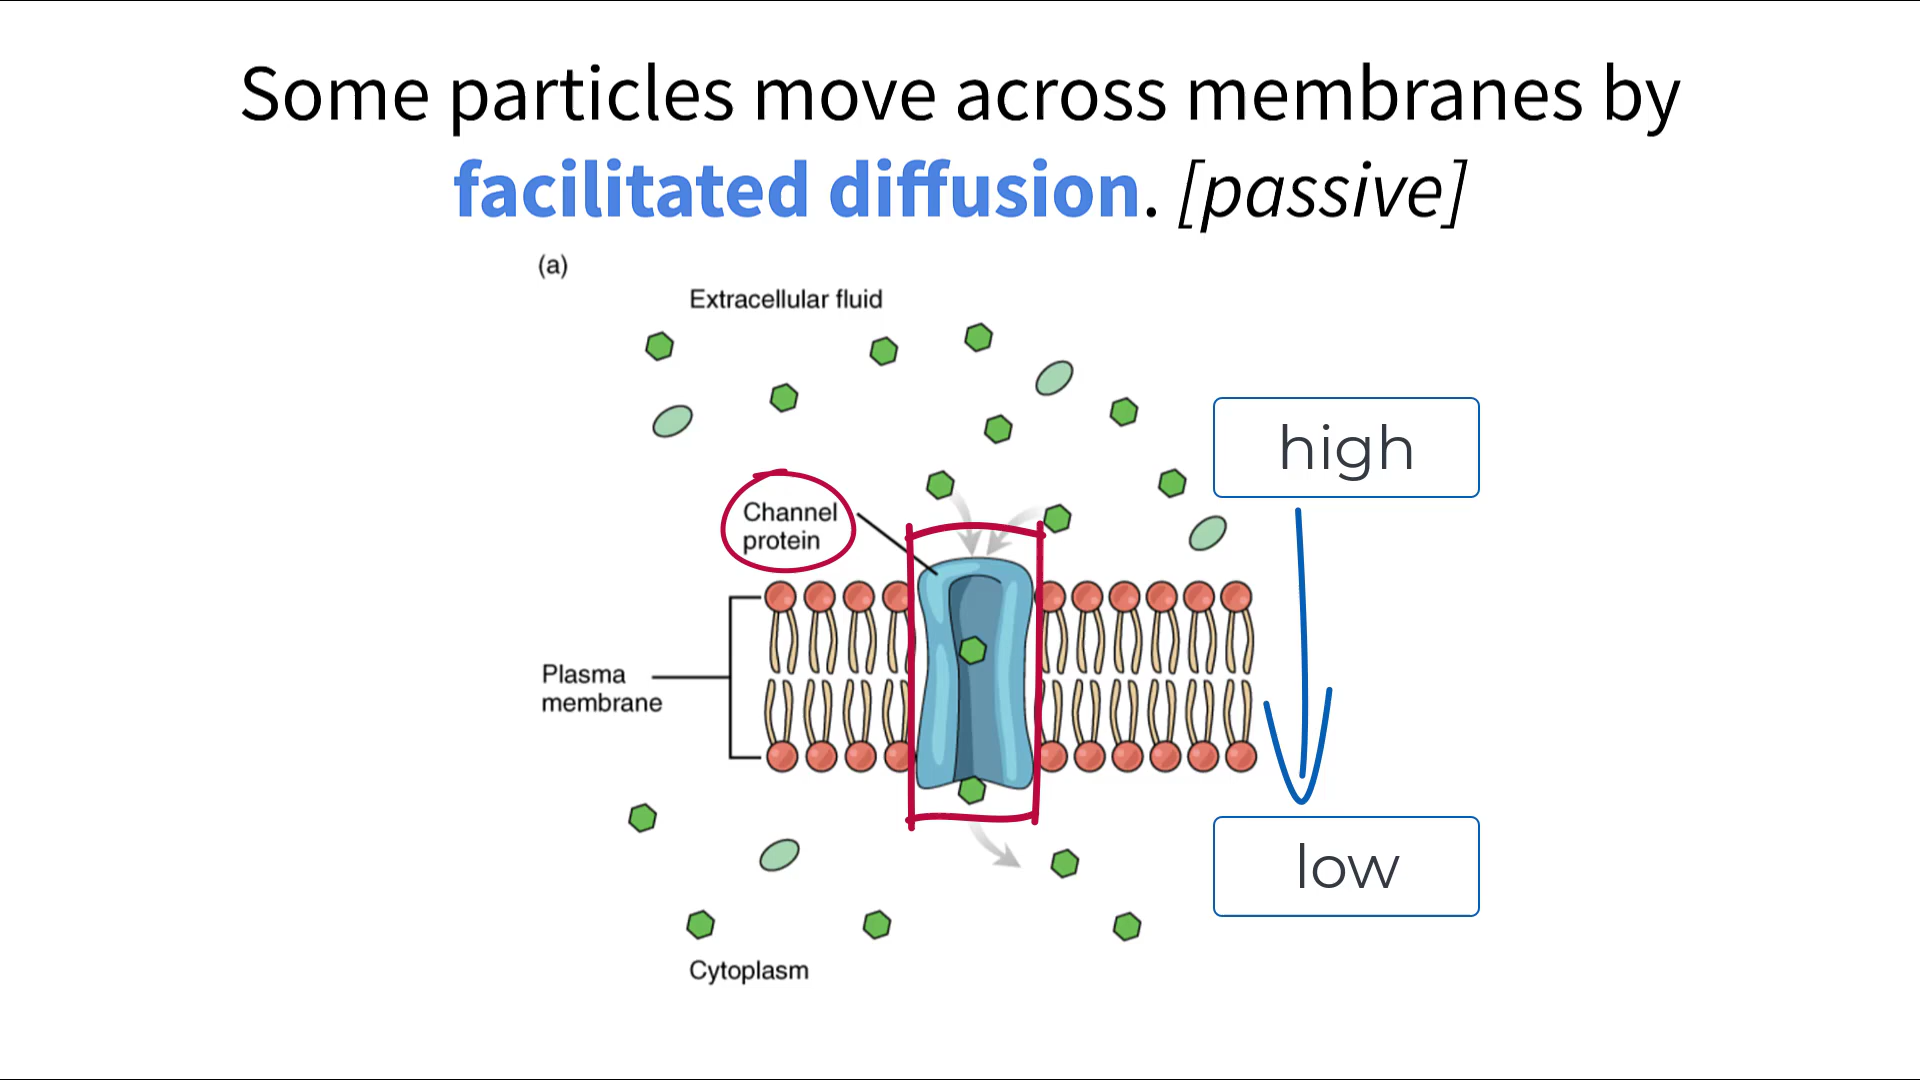 Some particles move across membranes by
facilitated diffusion. [passive]
(a)
Extracellular fluid
high
Channel
protein
Plasma
membrane
low
Cytoplasm